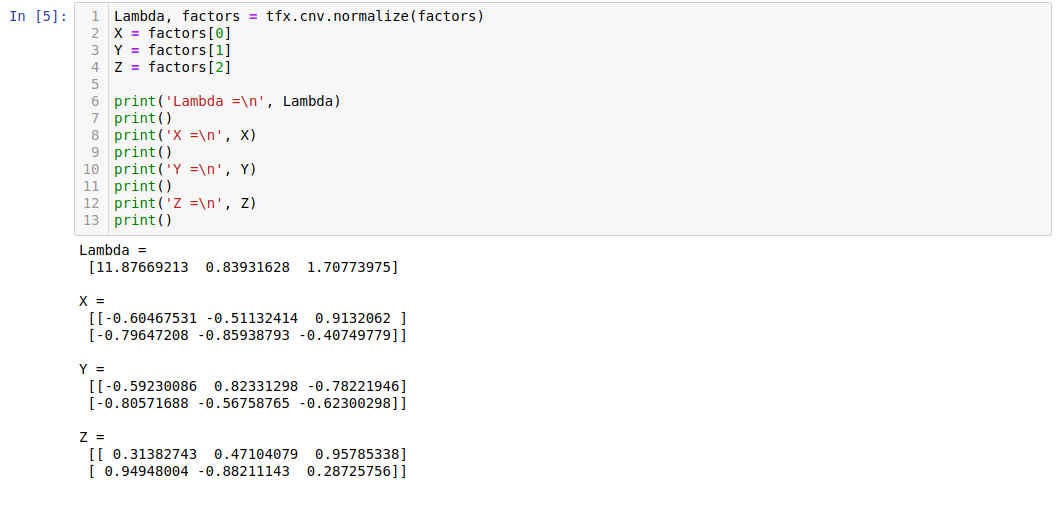 In [5]:
1 Lambda, factors = tfx.cnv.normalize(factors)
2 X = factors[0]
3 Y = factors[1]
4 Z = factors[2]
5
6 print('Lambda =\n', Lambda)
7 print()
8 print('X =\n', X)
9 print()
10 print('Y =\n', Y)
11 print()
12 print('Z =\n', Z)
13 print()
Lambda =
 [11.87669213  0.83931628  1.70773975]
X =
 [[-0.60467531 -0.51132414  0.9132062 ]
 [-0.79647208 -0.85938793 -0.40749779]]
Y =
 [[-0.59230086  0.82331298 -0.78221946]
 [-0.80571688 -0.56758765 -0.62300298]]
Z =
 [[ 0.31382743  0.47104079  0.95785338]
 [ 0.94948004 -0.88211143  0.28725756]]